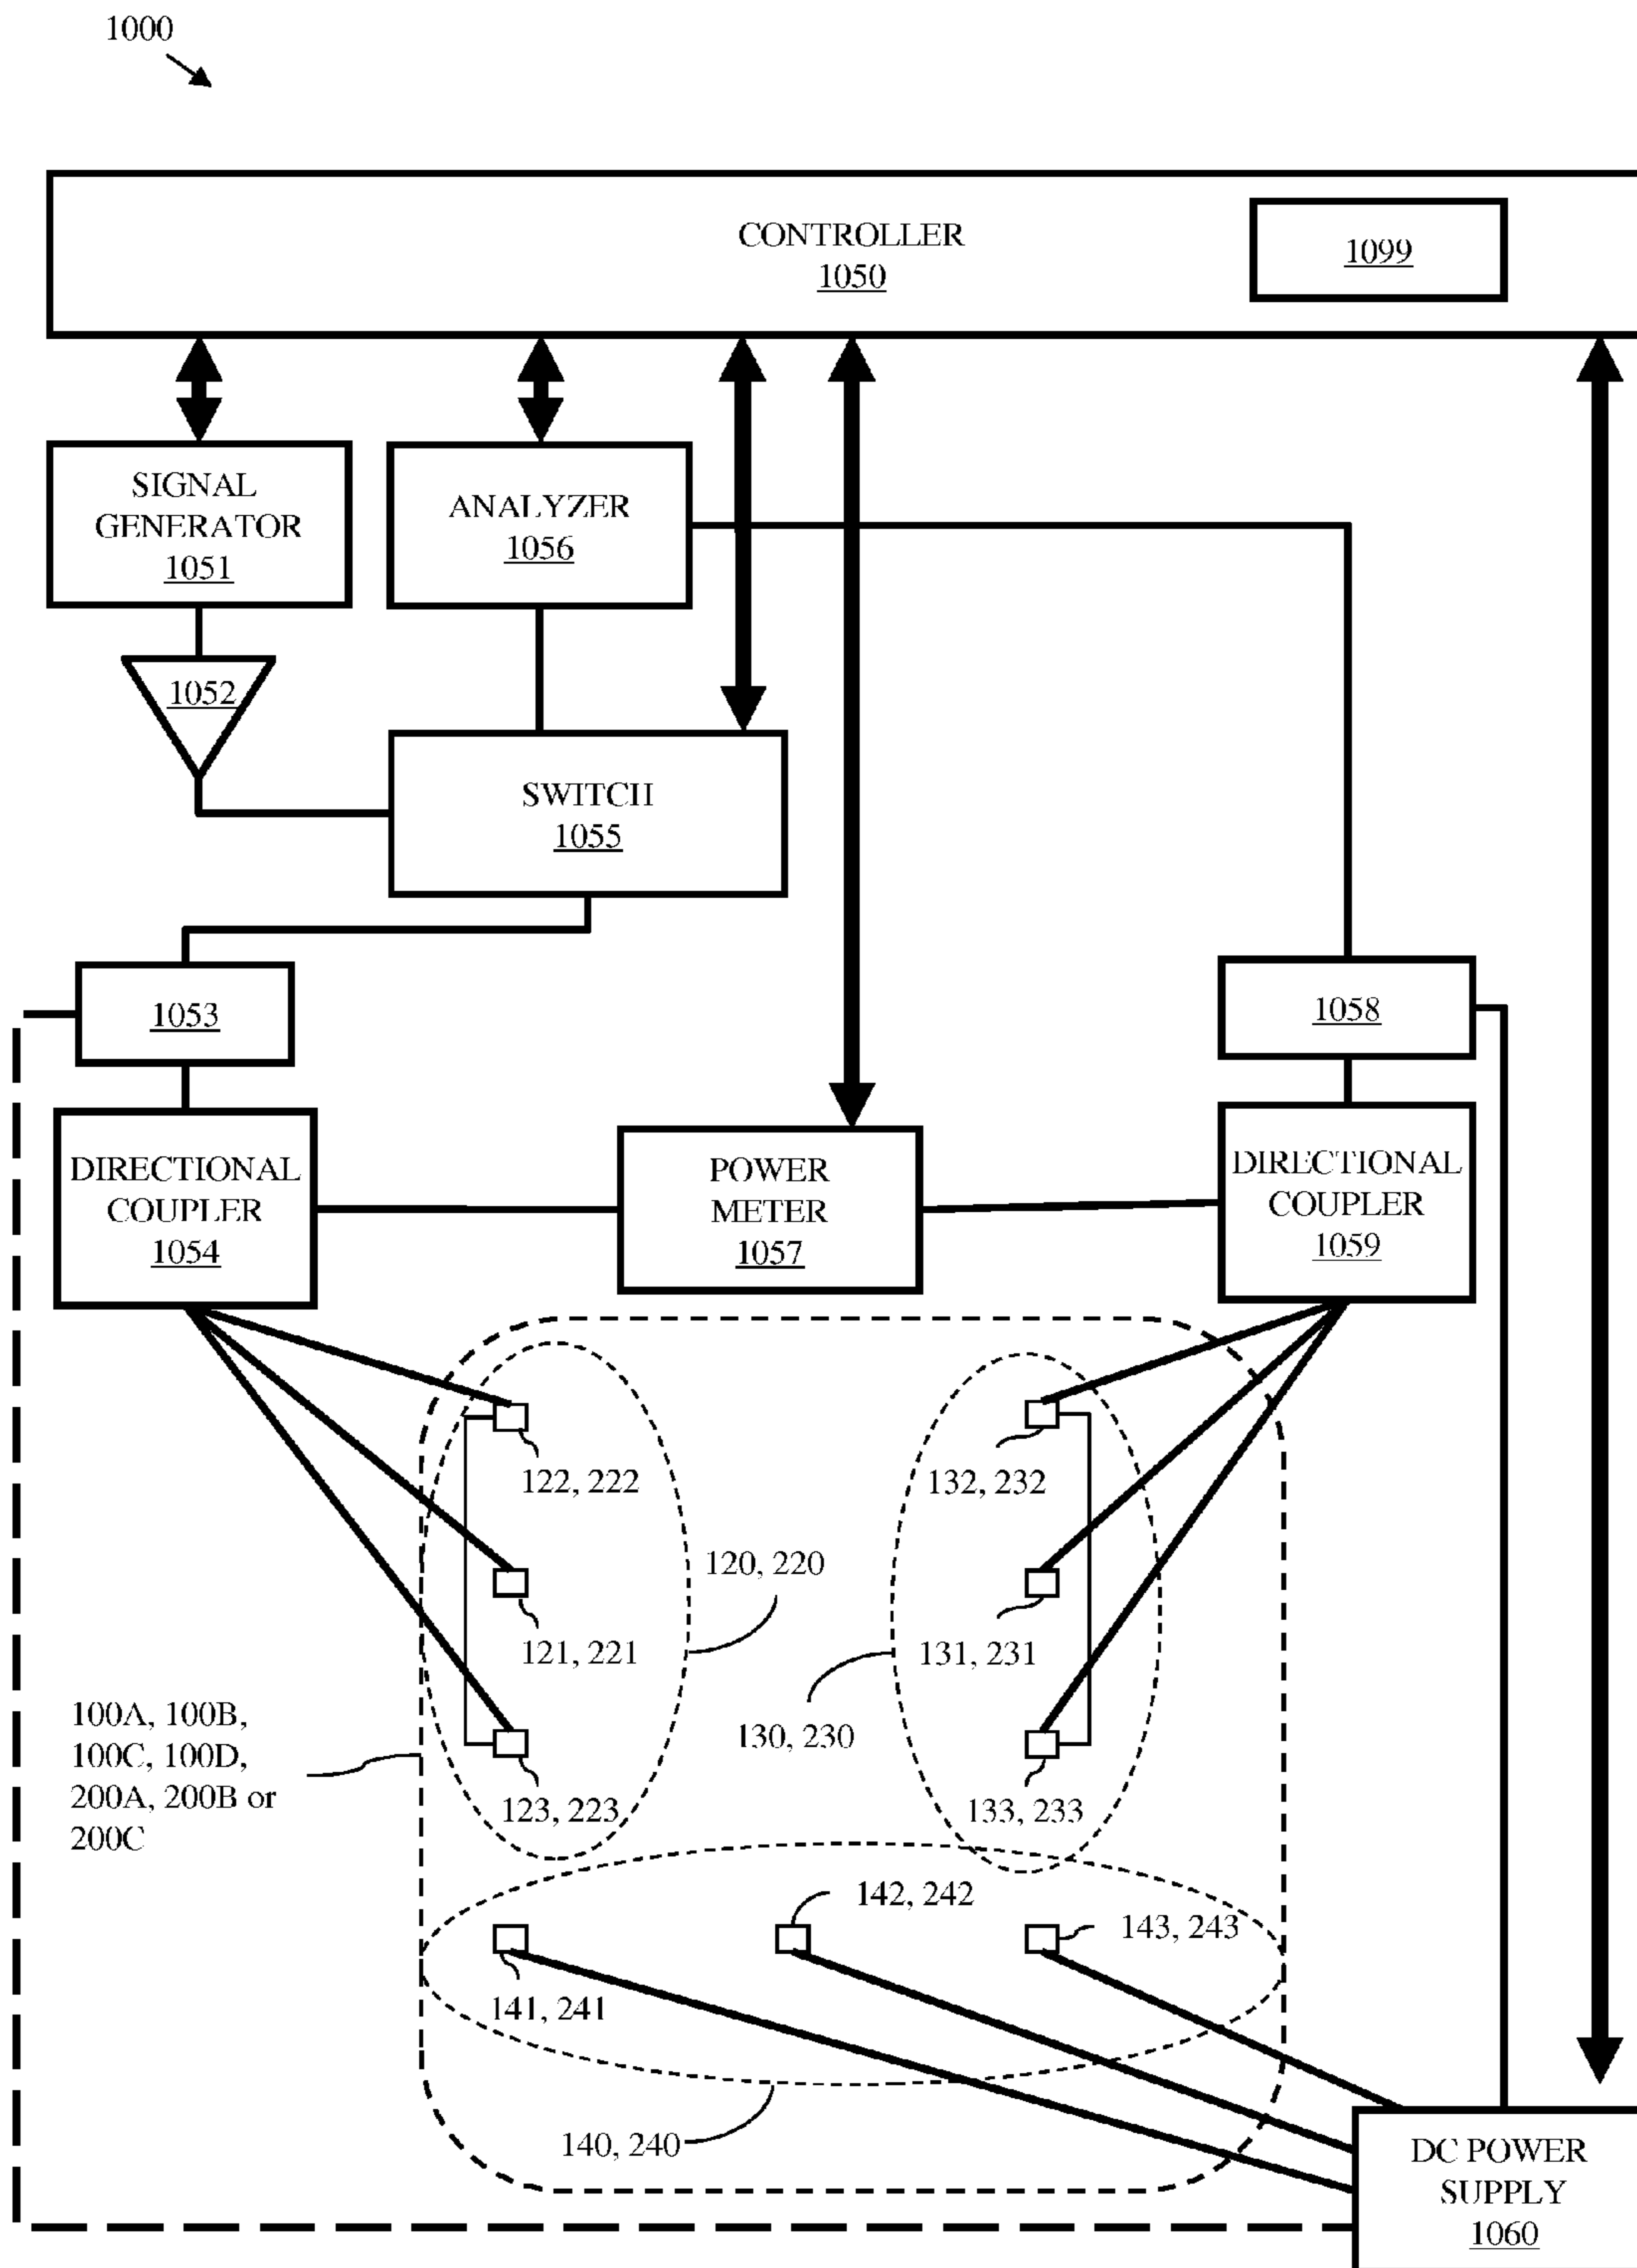 1000
CONTROLLER
1050
1099
SIGNAL
GENERATOR
1051
ANALYZER
1056
1052
SWITCH
1055
1053
1058
DIRECTIONAL
COUPLER
1054
POWER
METER
1057
DIRECTIONAL
COUPLER
1059
122, 222
132, 232
120, 220
121, 221
131, 231
130, 230
100A, 100B,
100C, 100D,
200A, 200B or
200C
123, 223
133, 233
142, 242
143, 243
141, 241
140, 240
DC POWER
SUPPLY
1060